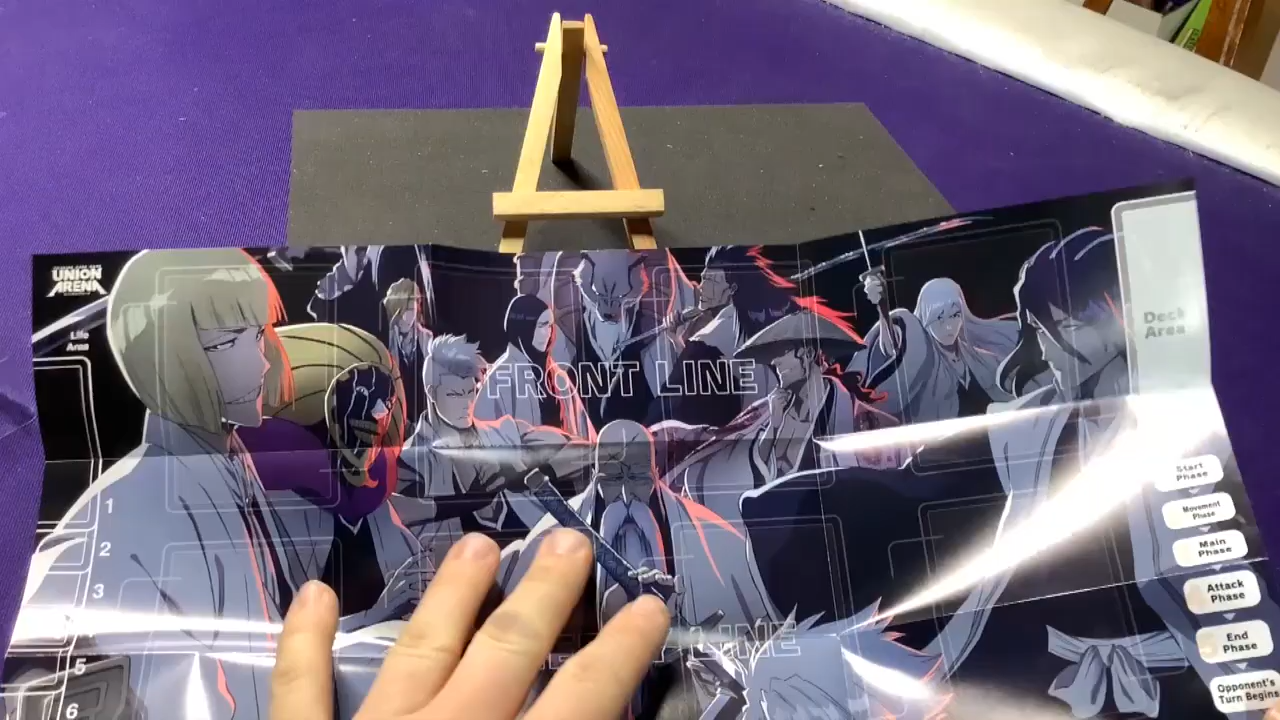 UNION
ARENA
Life
Area
FRONT LINE
Deck
Area
1
2
3
5
6
LINE
Start
Phase
Movement
Phase
Main
Phase
Attack
Phase
End
Phase
Opponent's
Turn Begins